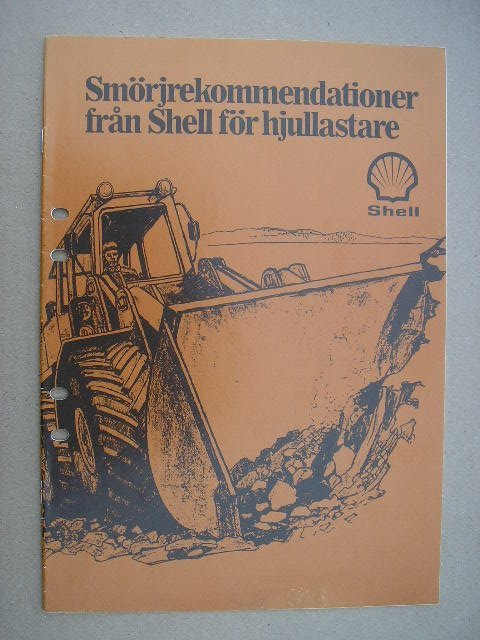 Smörjrekommendationer
från Shell för hjullastare
Shell